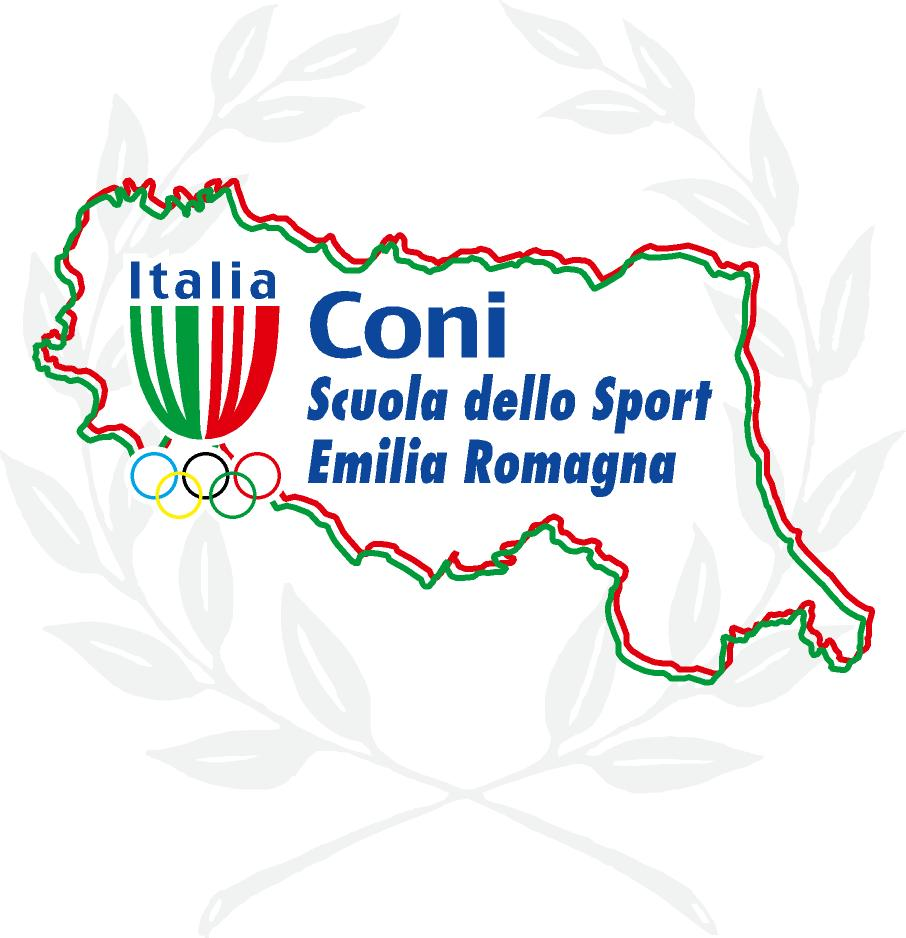 Italia
Coni
Scuola dello Sport
Emilia Romagna